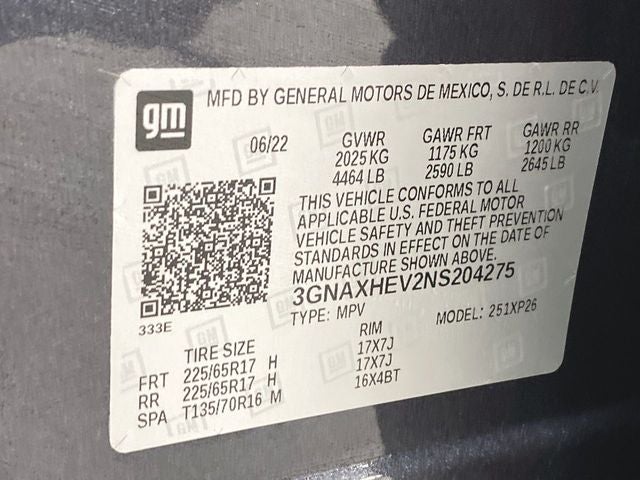 gm
MFD BY GENERAL MOTORS DE MEXICO, S. DE R.L. DE C.V.
06/22 GVWR GAWR FRT GAWR RR
2025 KG 1175 KG 1200 KG
4464 LB 2590 LB 2645 LB
THIS VEHICLE CONFORMS TO ALL
APPLICABLE U.S. FEDERAL MOTOR
VEHICLE SAFETY AND THEFT PREVENTION
STANDARDS IN EFFECT ON THE DATE OF
MANUFACTURE SHOWN ABOVE.
3GNAXHEV2NS204275
333E TYPE: MPV MODEL: 251XP26
TIRE SIZE RIM
FRT 225/65R17 H 17X7J
RR 225/65R17 H 17X7J
SPA T135/70R16 M 16X4BT